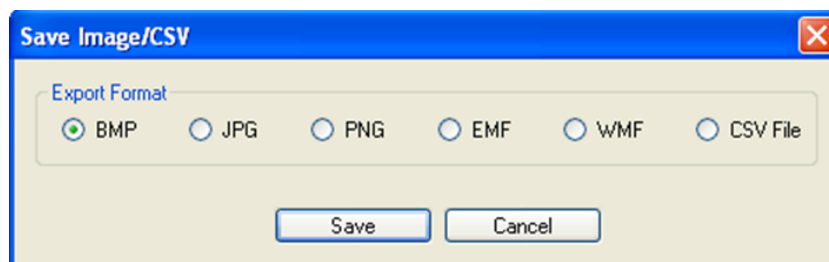 Save Image/CSV
Export Format
BMP JPG PNG EMF WMF CSV File
Save Cancel